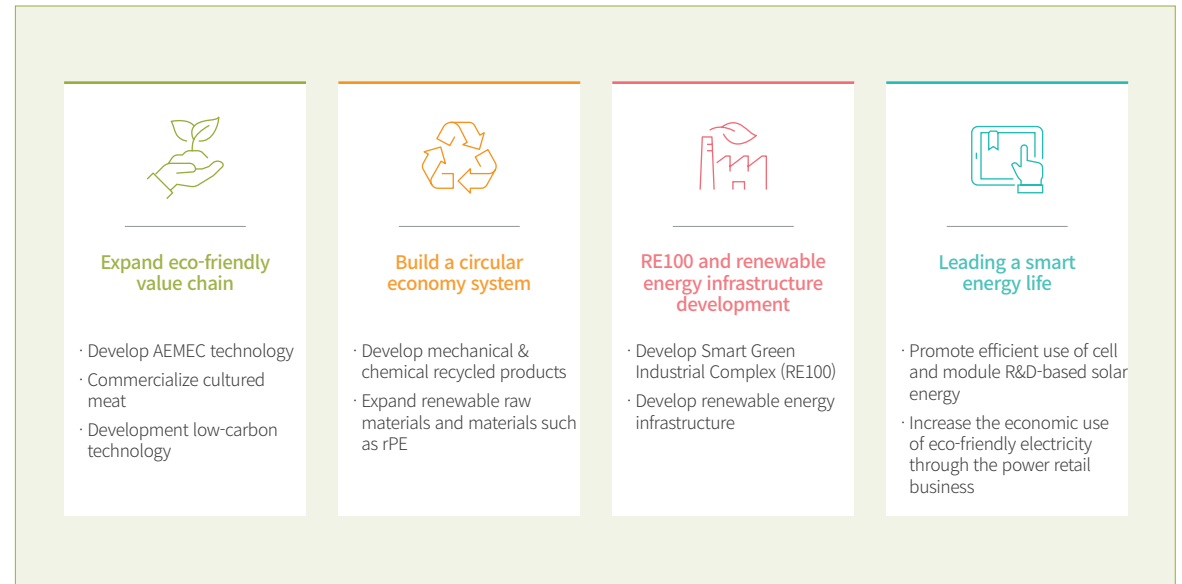 Expand eco-friendly
value chain
· Develop AEMEC technology
· Commercialize cultured
meat
· Development low-carbon
technology
Build a circular
economy system
· Develop mechanical &
chemical recycled products
· Expand renewable raw
materials and materials such
as rPE
RE100 and renewable
energy infrastructure
development
· Develop Smart Green
Industrial Complex (RE100)
· Develop renewable energy
infrastructure
Leading a smart
energy life
· Promote efficient use of cell
and module R&D-based solar
energy
· Increase the economic use
of eco-friendly electricity
through the power retail
business